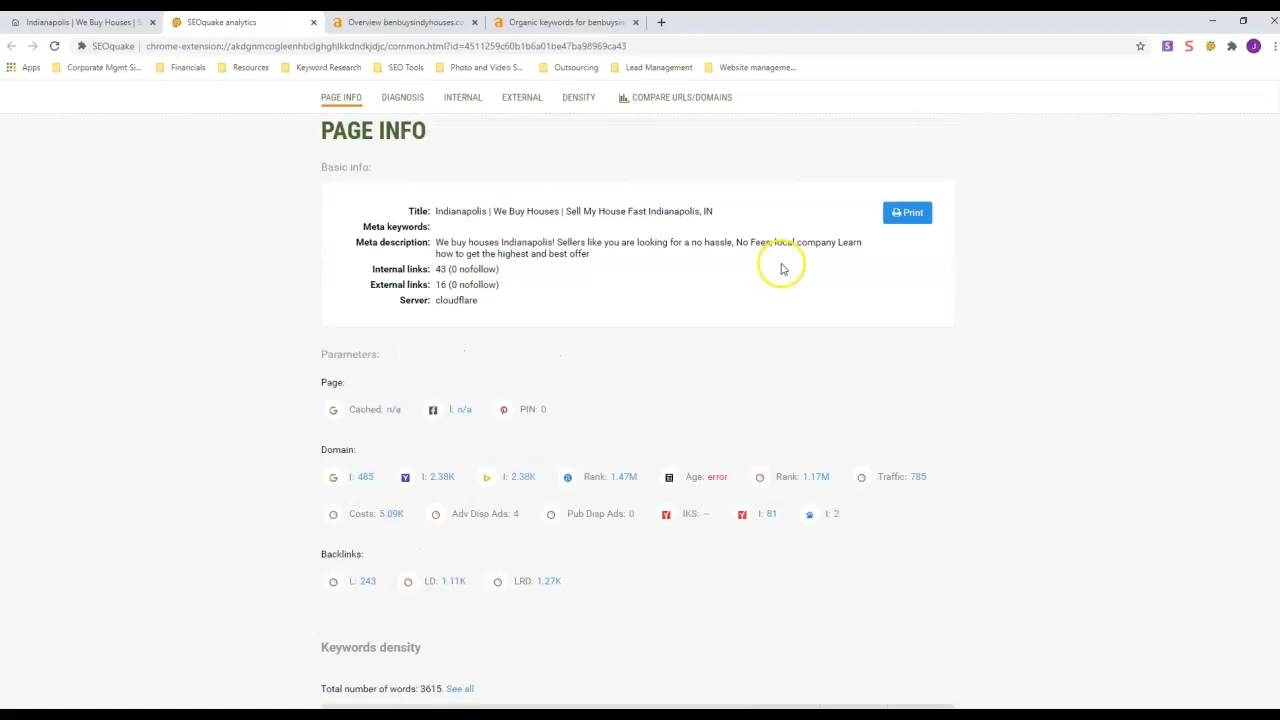 Indianapolis | We Buy Houses | S
SEOquake analytics
Overview benbuysindyhouses.co
Organic keywords for benbuysin
SEOquake
chrome-extension://akdgnmcogleenhbclghghlkkdndkjdjc/common.html?id=4511259c60b1b6a01be47ba98969ca43
Apps
Corporate Mgmt Si...
Financials
Resources
Keyword Research
SEO Tools
Photo and Video S...
Outsourcing
Lead Management
Website manageme...
PAGE INFO
DIAGNOSIS
INTERNAL
EXTERNAL
DENSITY
COMPARE URLS/DOMAINS
PAGE INFO
Basic info:
Title: Indianapolis | We Buy Houses | Sell My House Fast Indianapolis, IN
Print
Meta keywords:
Meta description: We buy houses Indianapolis! Sellers like you are looking for a no hassle, No Fees, local company Learn
how to get the highest and best offer
Internal links: 43 (0 nofollow)
External links: 16 (0 nofollow)
Server: cloudflare
Parameters:
Page:
Cached: n/a
l: n/a
PIN: 0
Domain:
I: 485
I: 2.38K
I: 2.38K
Rank: 1.47M
Age: error
Rank: 1.17M
Traffic: 785
Costs: 5.09K
Adv Disp Ads: 4
Pub Disp Ads: 0
IKS: --
I: 81
I: 2
Backlinks:
L: 243
LD: 1.11K
LRD: 1.27K
Keywords density
Total number of words: 3615. See all